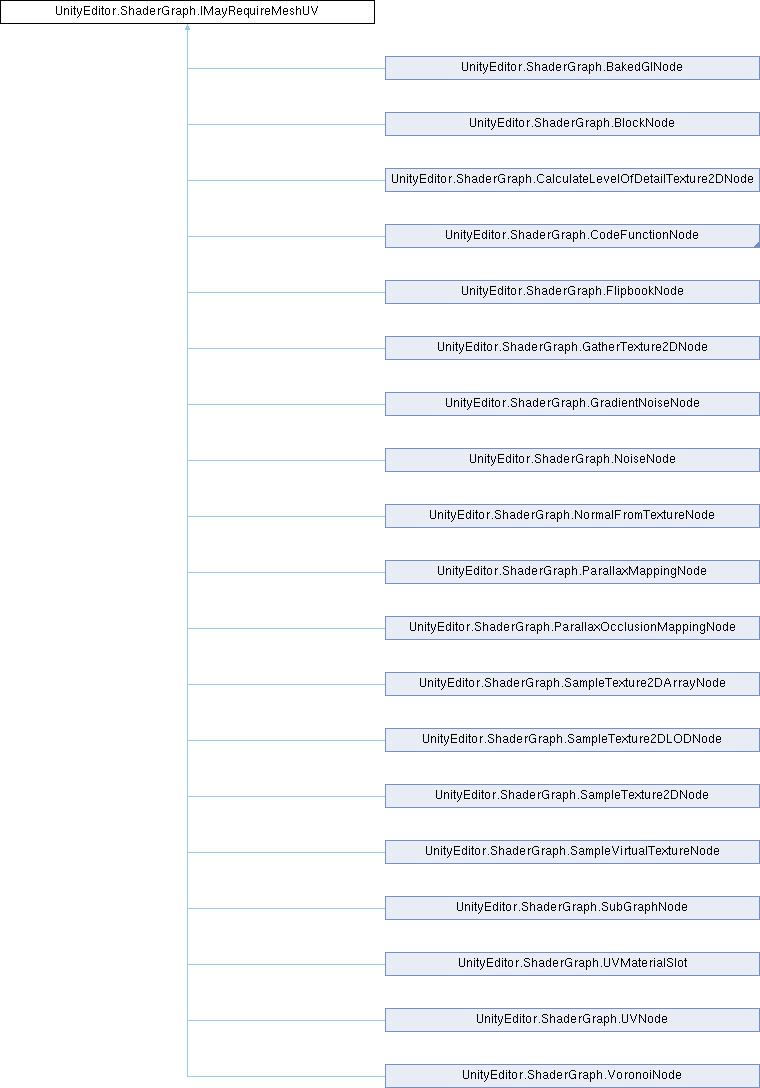 UnityEditor.ShaderGraph.IMayRequireMeshUV
UnityEditor.ShaderGraph.BakedGINode
UnityEditor.ShaderGraph.BlockNode
UnityEditor.ShaderGraph.CalculateLevelOfDetailTexture2DNode
UnityEditor.ShaderGraph.CodeFunctionNode
UnityEditor.ShaderGraph.FlipbookNode
UnityEditor.ShaderGraph.GatherTexture2DNode
UnityEditor.ShaderGraph.GradientNoiseNode
UnityEditor.ShaderGraph.NoiseNode
UnityEditor.ShaderGraph.NormalFromTextureNode
UnityEditor.ShaderGraph.ParallaxMappingNode
UnityEditor.ShaderGraph.ParallaxOcclusionMappingNode
UnityEditor.ShaderGraph.SampleTexture2DArrayNode
UnityEditor.ShaderGraph.SampleTexture2DLODNode
UnityEditor.ShaderGraph.SampleTexture2DNode
UnityEditor.ShaderGraph.SampleVirtualTextureNode
UnityEditor.ShaderGraph.SubGraphNode
UnityEditor.ShaderGraph.UVMaterialSlot
UnityEditor.ShaderGraph.UVNode
UnityEditor.ShaderGraph.VoronoiNode